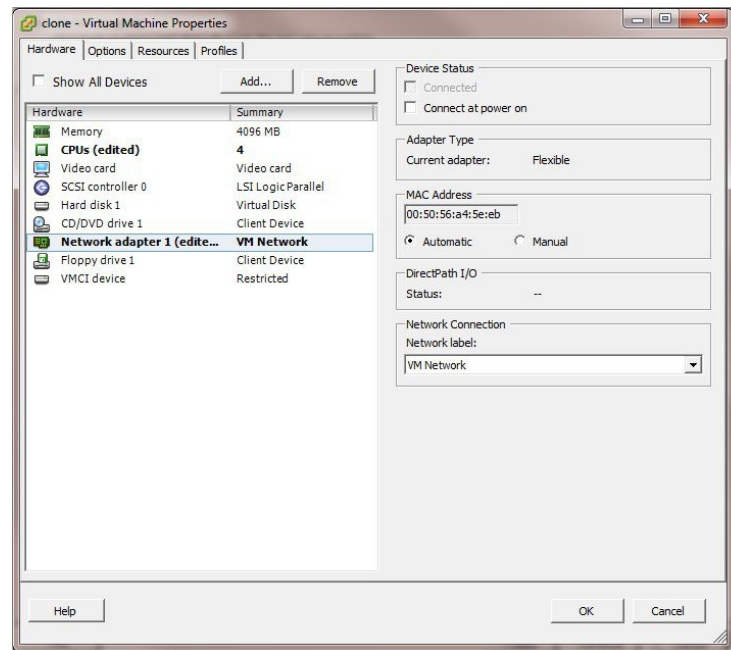 clone - Virtual Machine Properties
Hardware Options Resources Profiles
Show All Devices Add... Remove
Hardware Summary
Memory 4096 MB
CPUs (edited) 4
Video card Video card
SCSI controller 0 LSI Logic Parallel
Hard disk 1 Virtual Disk
CD/DVD drive 1 Client Device
Network adapter 1 (edite... VM Network
Floppy drive 1 Client Device
VMCI device Restricted
Device Status
Connected
Connect at power on
Adapter Type
Current adapter: Flexible
MAC Address
00:50:56:a4:5e:eb
Automatic Manual
DirectPath I/O
Status: --
Network Connection
Network label:
VM Network
Help OK Cancel